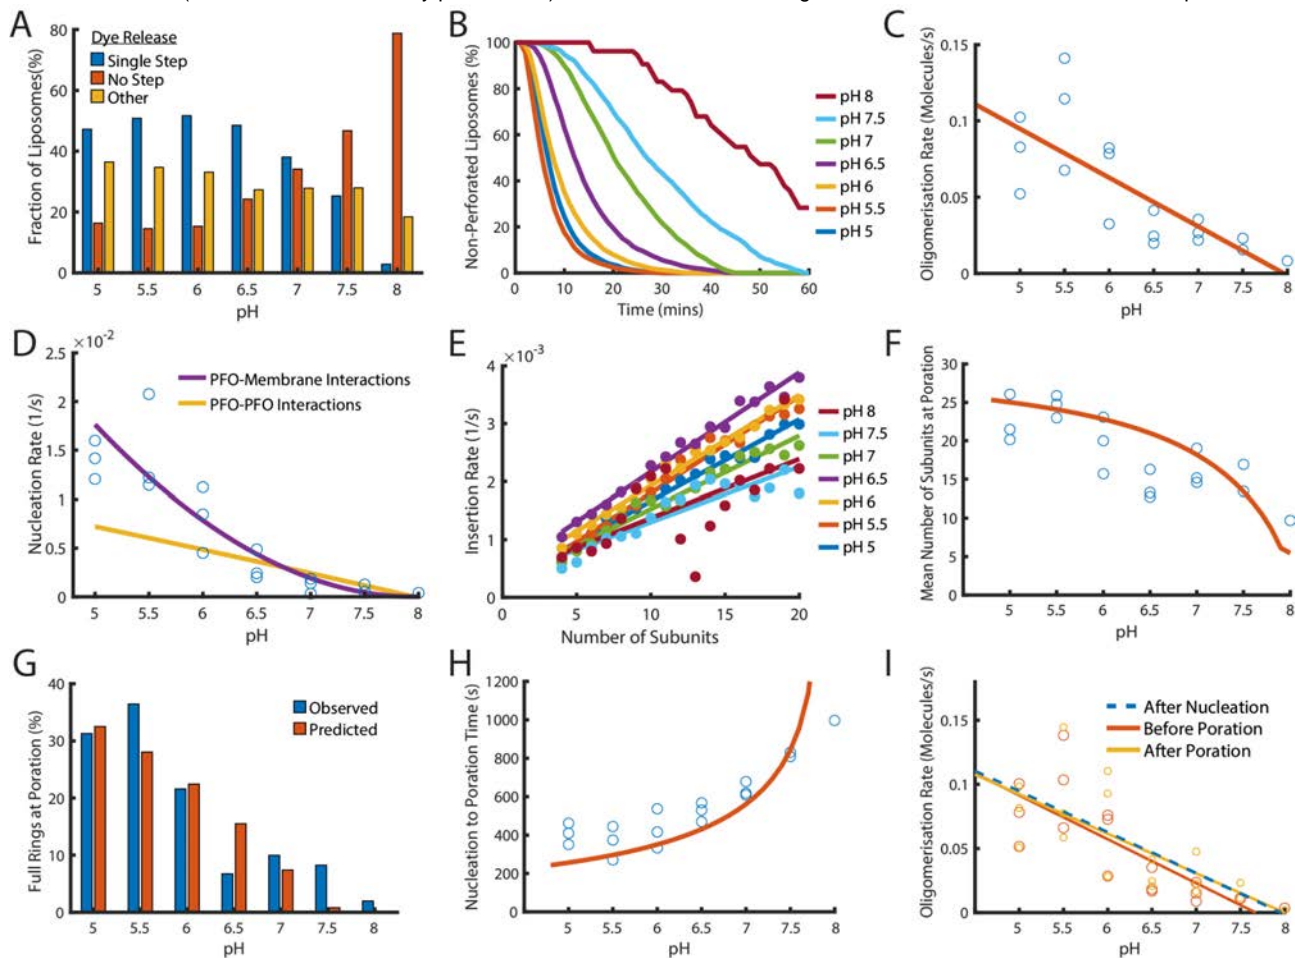 A
Dye Release
Single Step
No Step
Other
Fraction of Liposomes(%)
80
60
40
20
0
5 5.5 6 6.5 7 7.5 8
pH
B
Non-Perforated Liposomes(%)
100
80
60
40
20
0
0 10 20 30 40 50 60
Time (mins)
pH 8
pH 7.5
pH 7
pH 6.5
pH 6
pH 5.5
pH 5
C
Oligomerisation Rate (Molecules/s)
0.15
0.1
0.05
0
5 5.5 6 6.5 7 7.5 8
pH
D
×10⁻²
Nucleation Rate (1/s)
2.5
2
1.5
1
0.5
0
PFO-Membrane Interactions
PFO-PFO Interactions
5 5.5 6 6.5 7 7.5 8
pH
E
×10⁻³
Insertion Rate (1/s)
4
3
2
1
0
0 5 10 15 20
Number of Subunits
pH 8
pH 7.5
pH 7
pH 6.5
pH 6
pH 5.5
pH 5
F
Mean Number of Subunits at Poration
30
25
20
15
10
5
0
5 5.5 6 6.5 7 7.5 8
pH
G
Full Rings at Poration (%)
40
30
20
10
0
Observed
Predicted
5 5.5 6 6.5 7 7.5 8
pH
H
Nucleation to Poration Time (s)
1200
1000
800
600
400
200
0
5 5.5 6 6.5 7 7.5 8
pH
I
Oligomerisation Rate (Molecules/s)
0.15
0.1
0.05
0
After Nucleation
Before Poration
After Poration
5 5.5 6 6.5 7 7.5 8
pH